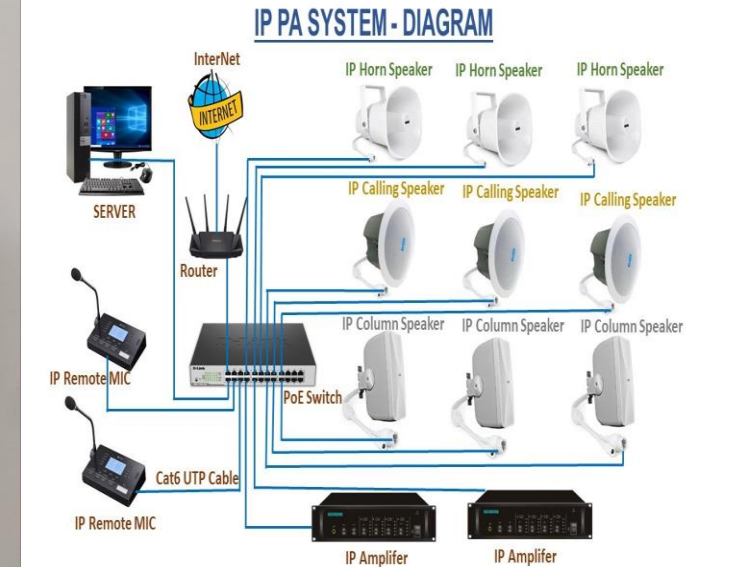 IP PA SYSTEM - DIAGRAM
InterNet
IP Horn Speaker
IP Horn Speaker
IP Horn Speaker
INTERNET
SERVER
IP Calling Speaker
IP Calling Speaker
IP Calling Speaker
Router
IP Column Speaker
IP Column Speaker
IP Column Speaker
D-Link
IP Remote MIC
PoE Switch
Cat6 UTP Cable
IP Remote MIC
IP Amplifer
IP Amplifer